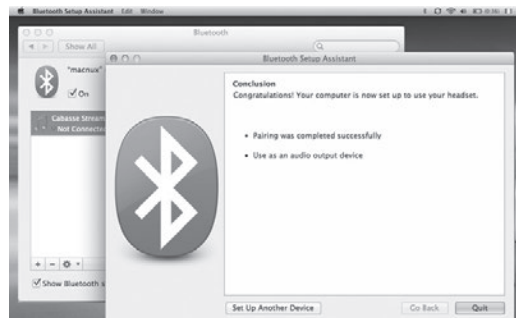 Bluetooth Setup Assistant Edit Window
Bluetooth
Show All
"macnux"
On
Cabasse Stream
Not Connected
Show Bluetooth s
Bluetooth Setup Assistant
Conclusion
Congratulations! Your computer is now set up to use your headset.
• Pairing was completed successfully
• Use as an audio output device
Set Up Another Device
Go Back
Quit